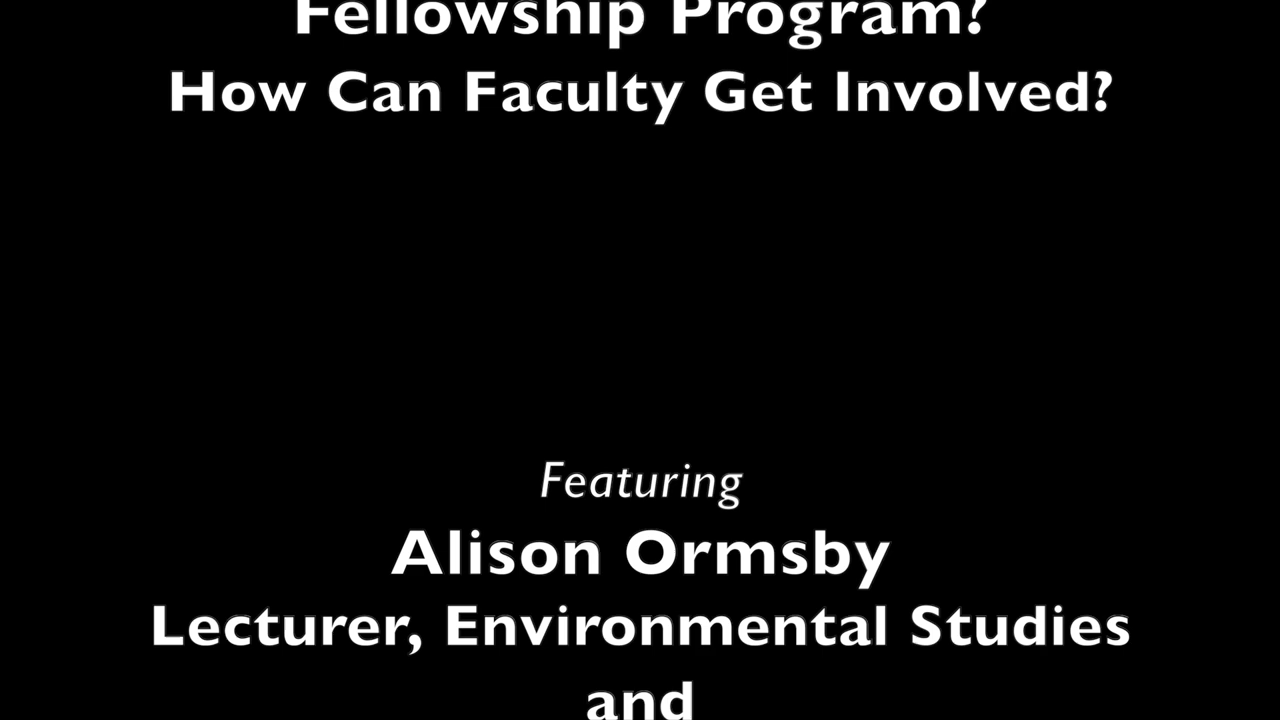 Fellowship Program?
How Can Faculty Get Involved?
Featuring
Alison Ormsby
Lecturer, Environmental Studies
and